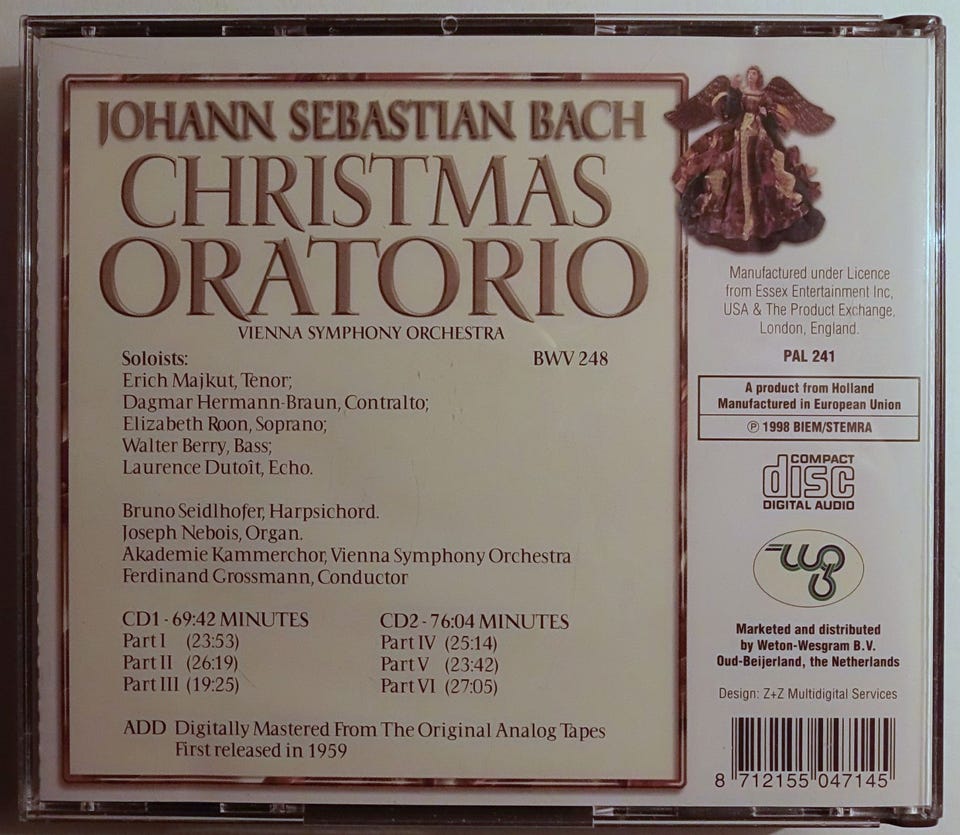 JOHANN SEBASTIAN BACH
CHRISTMAS
ORATORIO
VIENNA SYMPHONY ORCHESTRA
Soloists: BWV 248
Erich Majkut, Tenor;
Dagmar Hermann-Braun, Contralto;
Elizabeth Roon, Soprano;
Walter Berry, Bass;
Laurence Dutoît, Echo.
Bruno Seidlhofer, Harpsichord.
Joseph Nebois, Organ.
Akademie Kammerchor, Vienna Symphony Orchestra
Ferdinand Grossmann, Conductor
CD1 - 69:42 MINUTES
Part I (23:53)
Part II (26:19)
Part III (19:25)
CD2 - 76:04 MINUTES
Part IV (25:14)
Part V (23:42)
Part VI (27:05)
ADD Digitally Mastered From The Original Analog Tapes
First released in 1959
Manufactured under Licence
from Essex Entertainment Inc,
USA & The Product Exchange,
London, England.
PAL 241
A product from Holland
Manufactured in European Union
℗ 1998 BIEM/STEMRA
COMPACT
disc
DIGITAL AUDIO
wg
Marketed and distributed
by Weton-Wesgram B.V.
Oud-Beijerland, the Netherlands
Design: Z+Z Multidigital Services
8 712155 047145